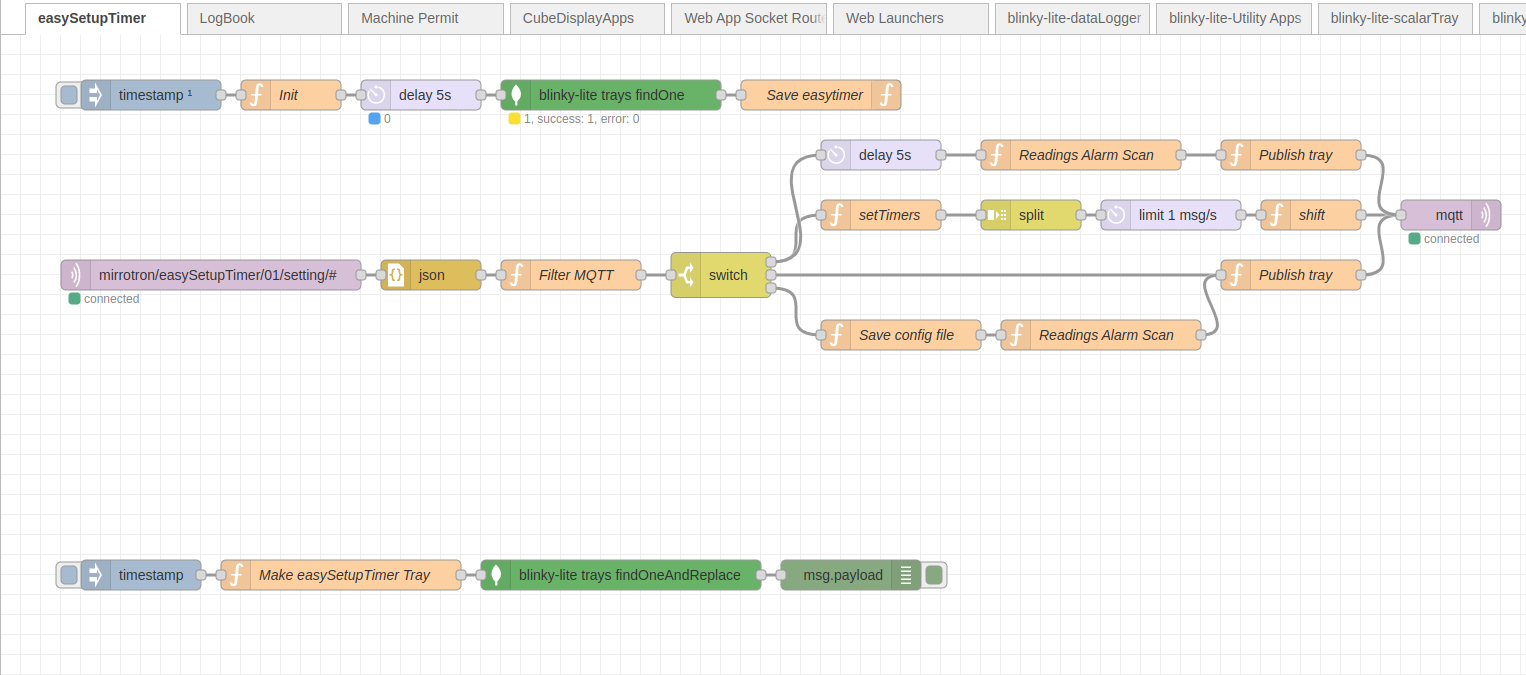 easySetupTimer
LogBook
Machine Permit
CubeDisplayApps
Web App Socket Rout
Web Launchers
blinky-lite-dataLogger
blinky-lite-Utility Apps
blinky-lite-scalarTray
blinky
timestamp ¹
Init
delay 5s
blinky-lite trays findOne
Save easytimer
0
1, success: 1, error: 0
delay 5s
Readings Alarm Scan
Publish tray
setTimers
split
limit 1 msg/s
shift
mqtt
connected
mirrotron/easySetupTimer/01/setting/#
json
Filter MQTT
switch
Publish tray
connected
Save config file
Readings Alarm Scan
timestamp
Make easySetupTimer Tray
blinky-lite trays findOneAndReplace
msg.payload